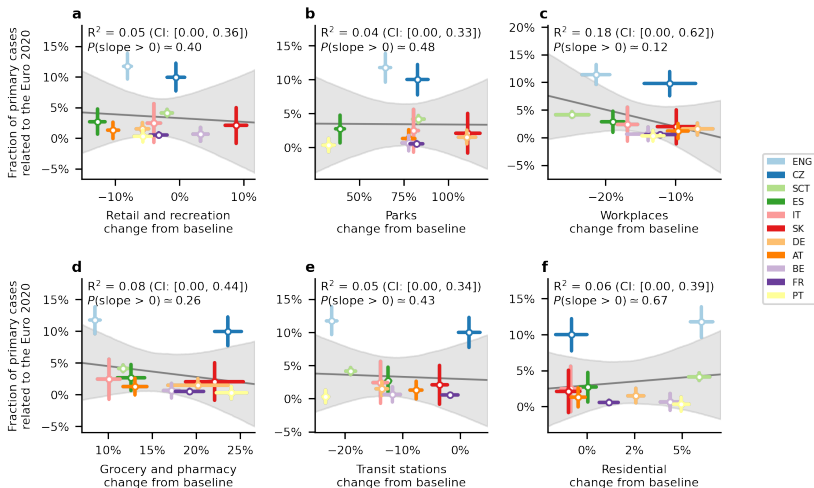 a
R² = 0.05 (CI: [0.00, 0.36])
P(slope > 0) ≃ 0.40
15%
10%
5%
0%
−5%
−10%
0%
10%
Fraction of primary cases
related to the Euro 2020
Retail and recreation
change from baseline
b
R² = 0.04 (CI: [0.00, 0.33])
P(slope > 0) ≃ 0.48
15%
10%
5%
0%
50%
75%
100%
Parks
change from baseline
c
R² = 0.18 (CI: [0.00, 0.62])
P(slope > 0) ≃ 0.12
20%
15%
10%
5%
0%
−5%
−20%
−10%
Workplaces
change from baseline
ENG
CZ
SCT
ES
IT
SK
DE
AT
BE
FR
PT
d
R² = 0.08 (CI: [0.00, 0.44])
P(slope > 0) ≃ 0.26
15%
10%
5%
0%
−5%
10%
15%
20%
25%
Fraction of primary cases
related to the Euro 2020
Grocery and pharmacy
change from baseline
e
R² = 0.05 (CI: [0.00, 0.34])
P(slope > 0) ≃ 0.43
15%
10%
5%
0%
−5%
−20%
−10%
0%
Transit stations
change from baseline
f
R² = 0.06 (CI: [0.00, 0.39])
P(slope > 0) ≃ 0.67
15%
10%
5%
0%
0%
2%
5%
Residential
change from baseline